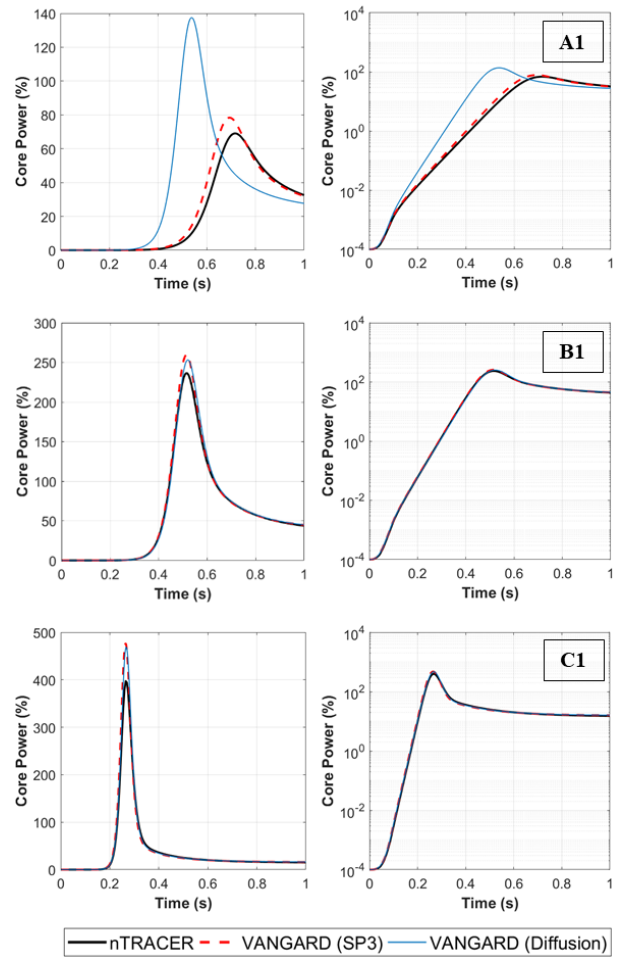 140
120
100
80
60
40
20
0
Core Power (%)
0 0.2 0.4 0.6 0.8 1
Time (s)
10^4
10^2
10^0
10^-2
10^-4
Core Power (%)
0 0.2 0.4 0.6 0.8 1
Time (s)
A1
300
250
200
150
100
50
0
Core Power (%)
0 0.2 0.4 0.6 0.8 1
Time (s)
10^4
10^2
10^0
10^-2
10^-4
Core Power (%)
0 0.2 0.4 0.6 0.8 1
Time (s)
B1
500
400
300
200
100
0
Core Power (%)
0 0.2 0.4 0.6 0.8 1
Time (s)
10^4
10^2
10^0
10^-2
10^-4
Core Power (%)
0 0.2 0.4 0.6 0.8 1
Time (s)
C1
nTRACER VANGARD (SP3) VANGARD (Diffusion)